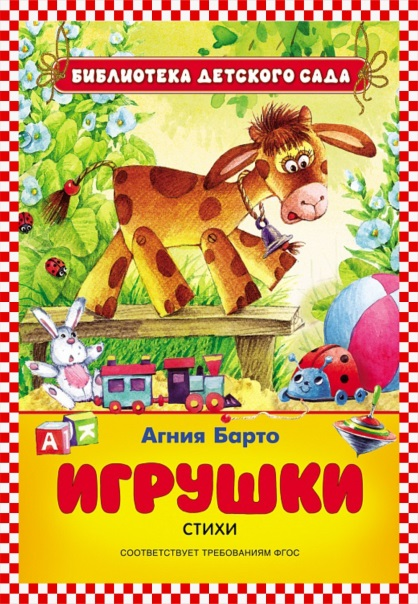 БИБЛИОТЕКА ДЕТСКОГО САДА
А К
Агния Барто
ИГРУШКИ
СТИХИ
СООТВЕТСТВУЕТ ТРЕБОВАНИЯМ ФГОС